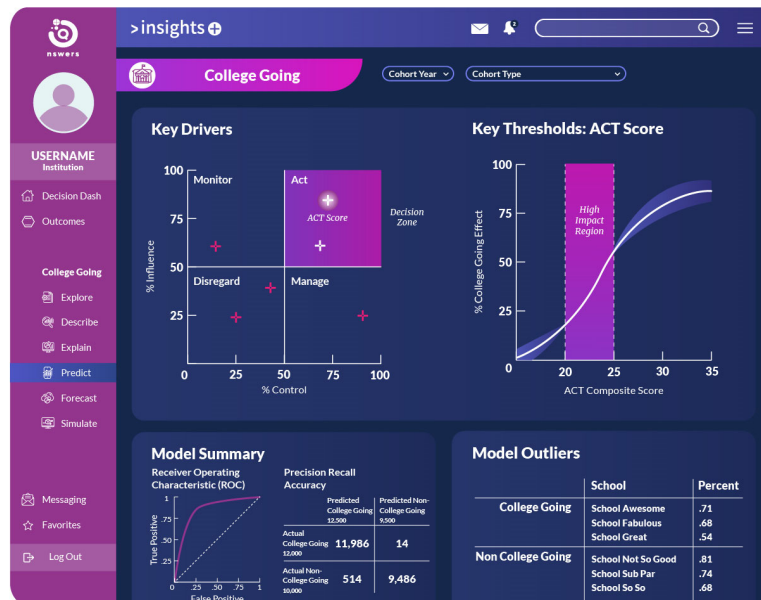 nswers
>insights
2
USERNAME
Institution
Decision Dash
Outcomes
College Going
Explore
Describe
Explain
Predict
Forecast
Simulate
Messaging
Favorites
Log Out
College Going
Cohort Year
Cohort Type
Key Drivers
100
75
50
25
0
25
50
75
100
% Influence
% Control
Monitor
Act
ACT Score
Decision
Zone
Disregard
Manage
Key Thresholds: ACT Score
100
75
50
25
0
20
25
30
35
% College Going Effect
ACT Composite Score
High
Impact
Region
Model Summary
Receiver Operating
Characteristic (ROC)
1
.75
.50
.25
0
.25
.50
.75
1
True Positive
False Positive
Precision Recall
Accuracy
Predicted
College Going
12,500
Predicted Non-
College Going
9,500
Actual
College Going
12,000
11,986
14
Actual Non-
College Going
10,000
514
9,486
Model Outliers
School
Percent
College Going
School Awesome
.71
School Fabulous
.68
School Great
.54
Non College Going
School Not So Good
.81
School Sub Par
.74
School So So
.68